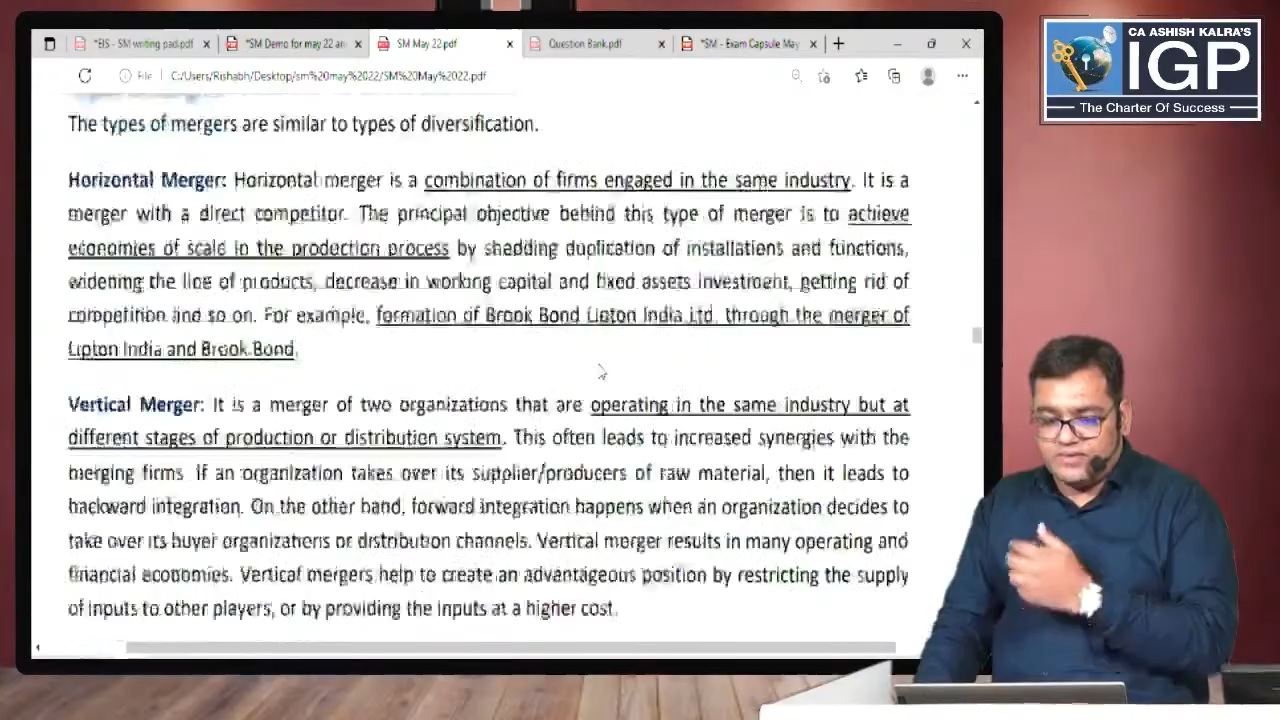 *EIS - SM writing pad.pdf
*SM Demo for may 22 an
SM May 22.pdf
Question Bank.pdf
*SM - Exam Capsule May
File
C:/Users/Rishabh/Desktop/sm%20may%2022/SM%20May%2022.pdf
CA ASHISH KALRA'S
IGP
The Charter Of Success
The types of mergers are similar to types of diversification.
Horizontal Merger: Horizontal merger is a combination of firms engaged in the same industry. It is a
merger with a direct competitor. The principal objective behind this type of merger is to achieve
economies of scale in the production process by shedding duplication of installations and functions,
widening the line of products, decrease in working capital and fixed assets investment, getting rid of
competition and so on. For example, formation of Brook Bond Lipton India Ltd. through the merger of
Lipton India and Brook Bond.
Vertical Merger: It is a merger of two organizations that are operating in the same industry but at
different stages of production or distribution system. This often leads to increased synergies with the
merging firms. If an organization takes over its supplier/producers of raw material, then it leads to
backward integration. On the other hand, forward integration happens when an organization decides to
take over its buyer organizations or distribution channels. Vertical merger results in many operating and
financial economies. Vertical mergers help to create an advantageous position by restricting the supply
of inputs to other players, or by providing the inputs at a higher cost.